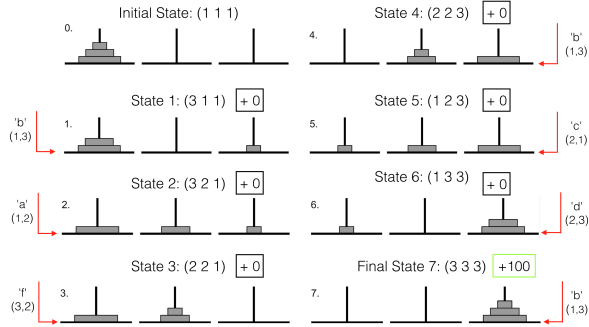 Initial State: (1 1 1)
0.
State 1: (3 1 1) + 0
'b'
(1,3)
1.
State 2: (3 2 1) + 0
'a'
(1,2)
2.
State 3: (2 2 1) + 0
'f'
(3,2)
3.
State 4: (2 2 3) + 0
4.
'b'
(1,3)
State 5: (1 2 3) + 0
5.
'c'
(2,1)
State 6: (1 3 3) + 0
6.
'd'
(2,3)
Final State 7: (3 3 3) +100
7.
'b'
(1,3)